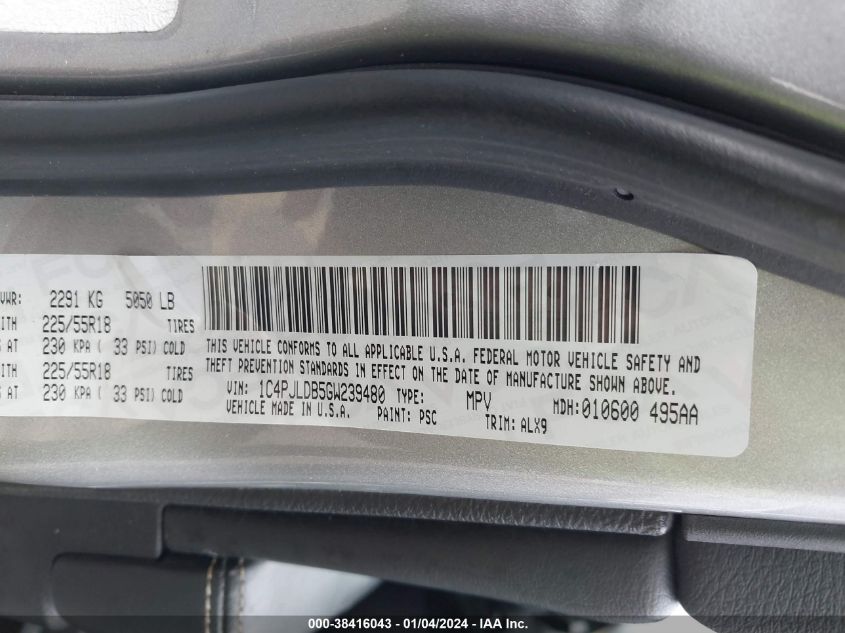 VWR: 2291 KG 5050 LB
ITH 225/55R18 TIRES
S AT 230 KPA ( 33 PSI) COLD
225/55R18 TIRES
AT 230 KPA ( 33 PSI) COLD
THIS VEHICLE CONFORMS TO ALL APPLICABLE U.S.A. FEDERAL MOTOR VEHICLE SAFETY AND
THEFT PREVENTION STANDARDS IN EFFECT ON THE DATE OF MANUFACTURE SHOWN ABOVE.
VIN: 1C4PJLDB5GW239480 TYPE: MPV MDH:010600 495AA
VEHICLE MADE IN U.S.A. PAINT: PSC TRIM: ALX9
000-38416043 - 01/04/2024 - IAA Inc.